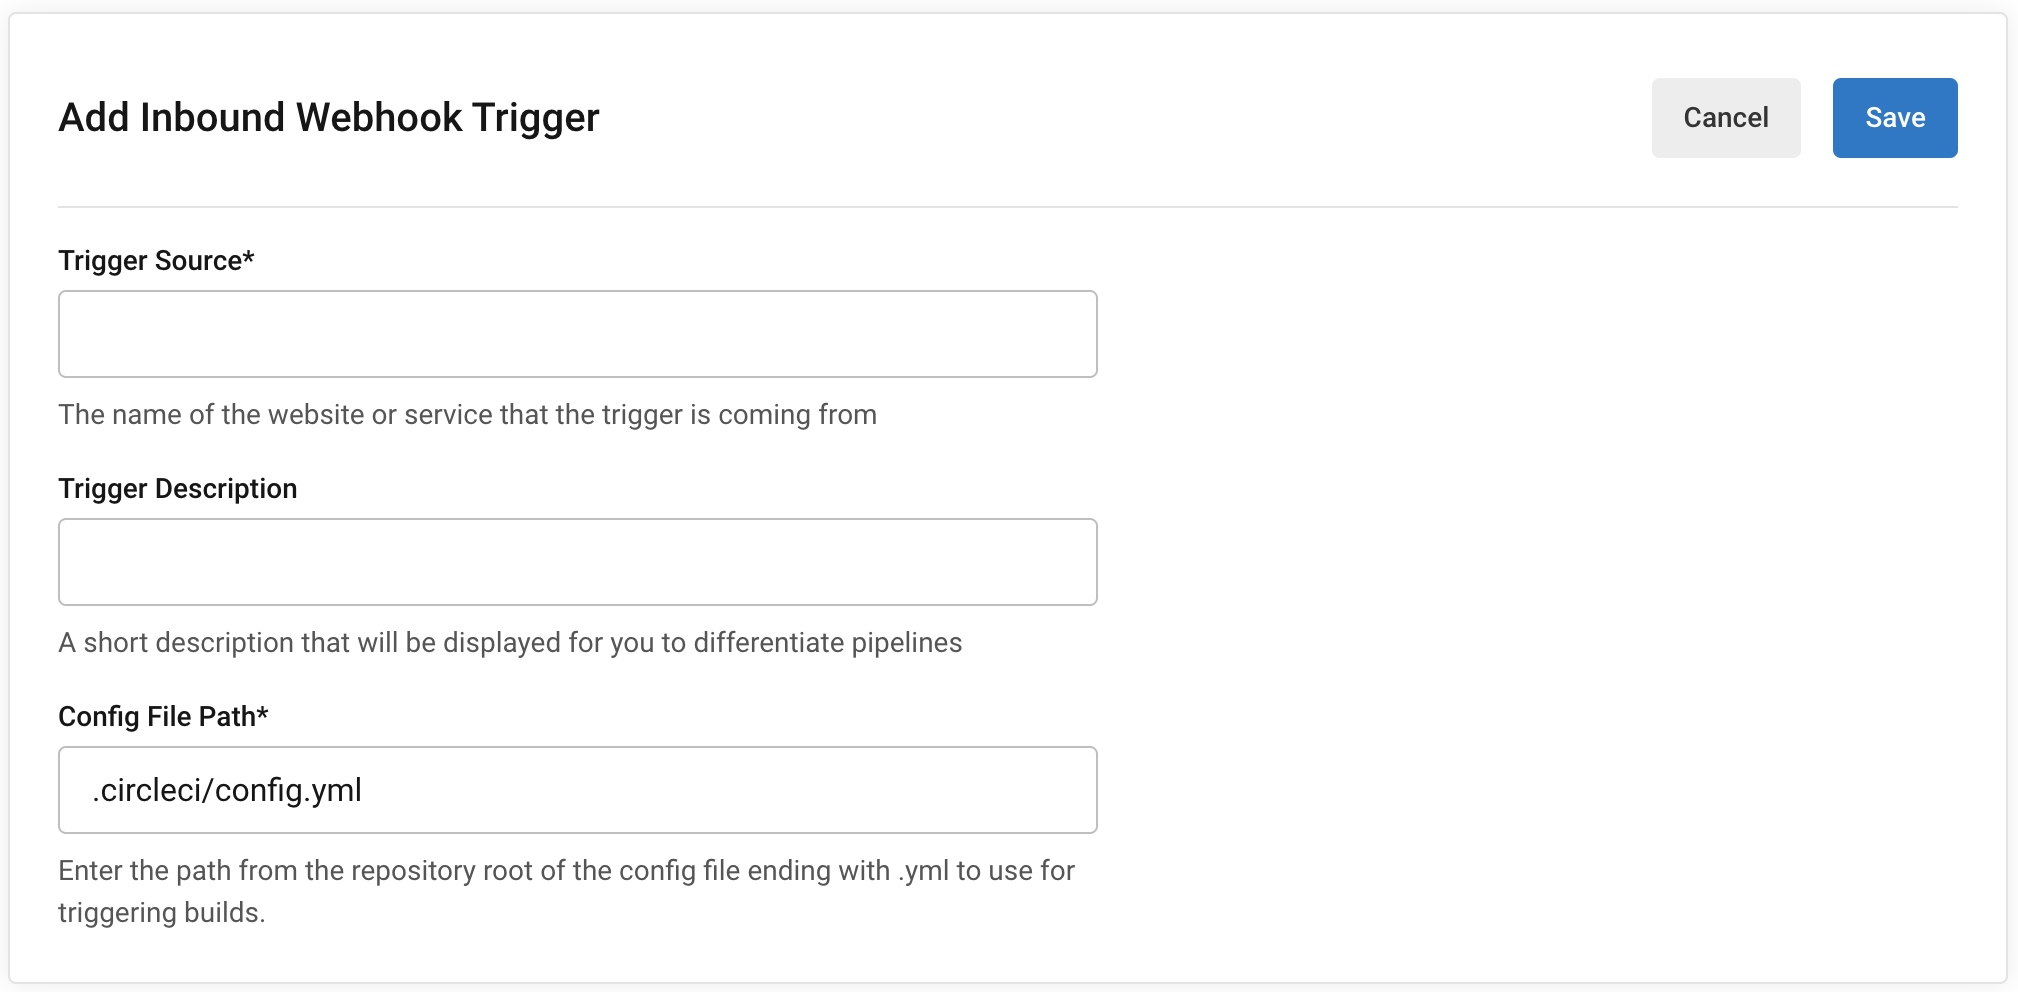 Add Inbound Webhook Trigger
Cancel
Save
Trigger Source*
The name of the website or service that the trigger is coming from
Trigger Description
A short description that will be displayed for you to differentiate pipelines
Config File Path*
.circleci/config.yml
Enter the path from the repository root of the config file ending with .yml to use for
triggering builds.